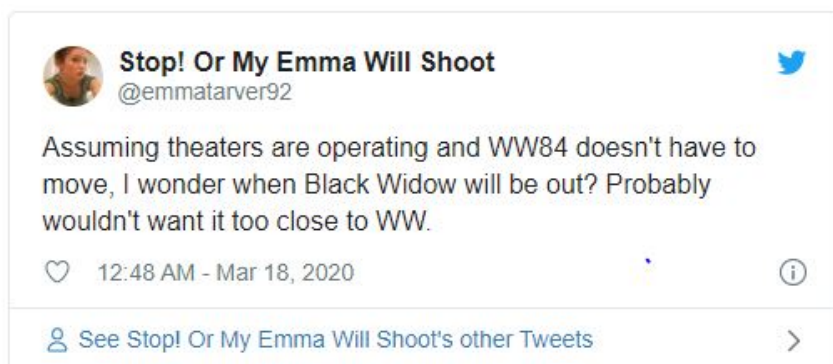 Stop! Or My Emma Will Shoot
@emmatarver92
Assuming theaters are operating and WW84 doesn't have to
move, I wonder when Black Widow will be out? Probably
wouldn't want it too close to WW.
12:48 AM - Mar 18, 2020
See Stop! Or My Emma Will Shoot's other Tweets